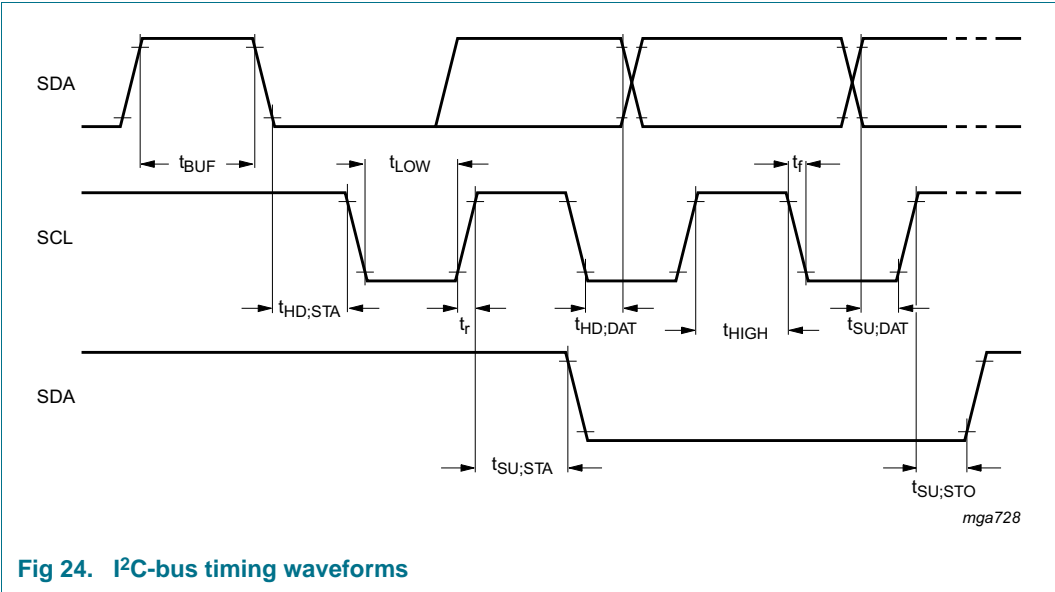 SDA
tBUF
tLOW
tf
SCL
tHD;STA
tr
tHD;DAT
tHIGH
tSU;DAT
SDA
tSU;STA
tSU;STO
mga728
Fig 24. I2C-bus timing waveforms